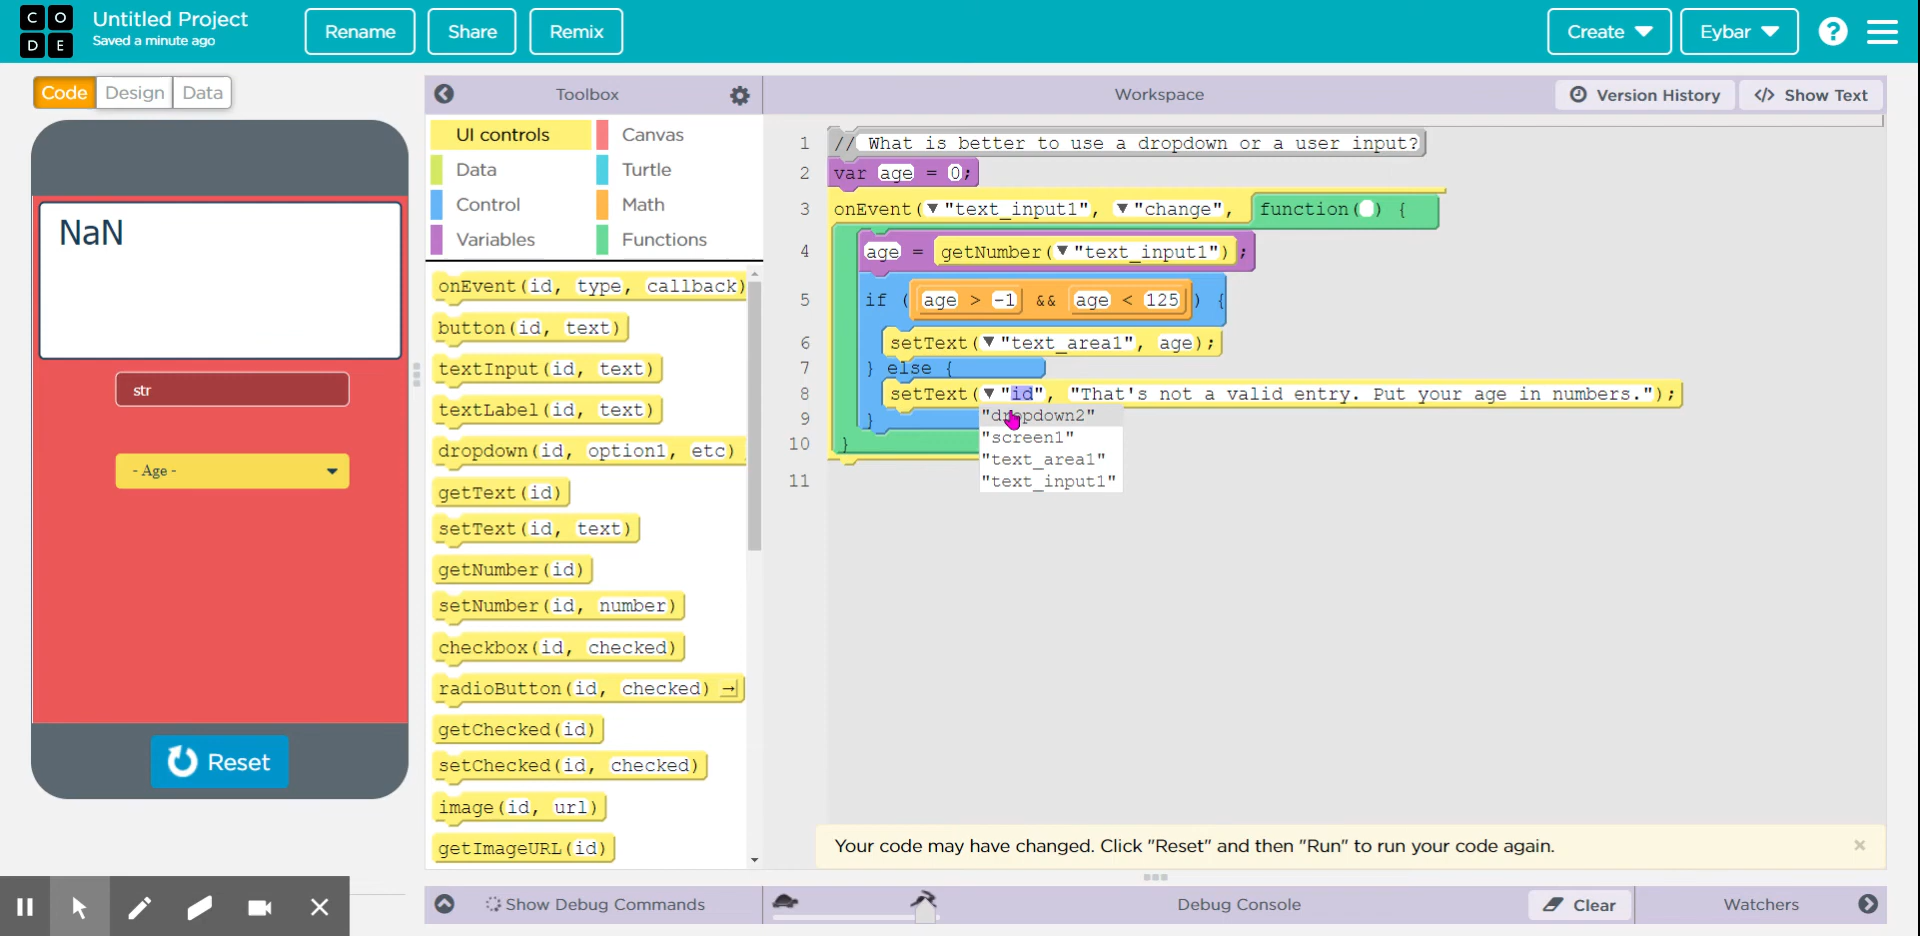 CODE
Untitled Project
Saved a minute ago
Rename
Share
Remix
Create
Eybar
?
Code
Design
Data
NaN
str
- Age -
Reset
Toolbox
UI controls
Canvas
Data
Turtle
Control
Math
Variables
Functions
onEvent(id, type, callback)
button(id, text)
textInput(id, text)
textLabel(id, text)
dropdown(id, option1, etc)
getText(id)
setText(id, text)
getNumber(id)
setNumber(id, number)
checkbox(id, checked)
radioButton(id, checked) →
getChecked(id)
setChecked(id, checked)
image(id, url)
getImageURL(id)
Workspace
Version History
</> Show Text
1 // What is better to use a dropdown or a user input?
2 var age = 0;
3 onEvent(▼"text_input1", ▼"change", function() {
4 age = getNumber(▼"text_input1");
5 if (age > -1 && age < 125) {
6 setText(▼"text_area1", age);
7 } else {
8 setText(▼"id", "That's not a valid entry. Put your age in numbers.");
9 }
10 }
11
"dropdown2"
"screen1"
"text_area1"
"text_input1"
Your code may have changed. Click "Reset" and then "Run" to run your code again.
×
Show Debug Commands
Debug Console
Clear
Watchers